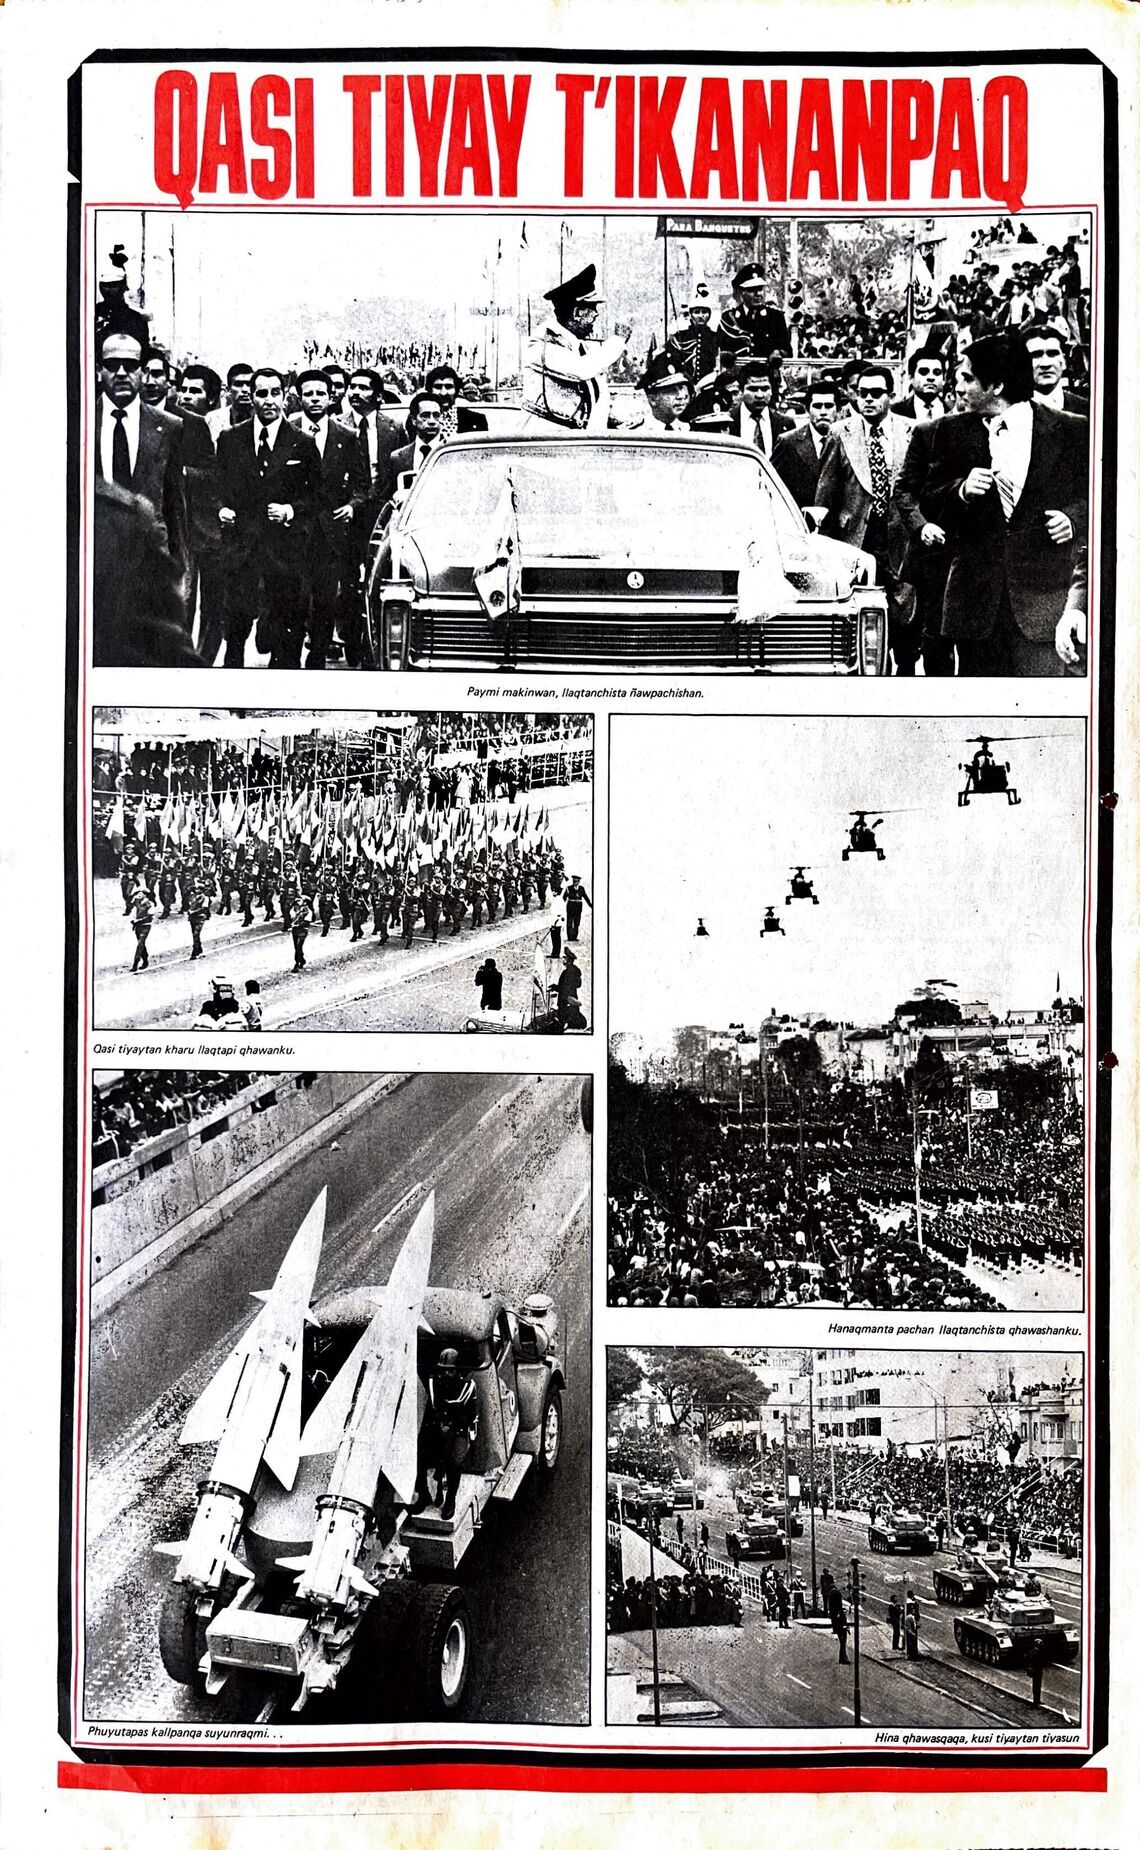 QASI TIYAY T'IKANANPAQ
PARA BANQUETES
Paymi makinwan, llaqtanchista ñawpachishan.
Qasi tiyaytan kharu llaqtapi qhawanku.
Hanaqmanta pachan llaqtanchista qhawashanku.
Phuyutapas kallpanqa suyunraqmi. . .
Hina qhawasqaqa, kusi tiyaytan tiyasun